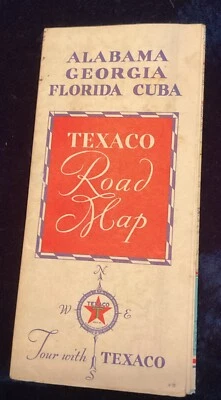 ALABAMA
GEORGIA
FLORIDA CUBA
TEXACO
Road
Map
N
W
TEXACO
T
E
S
Tour with TEXACO